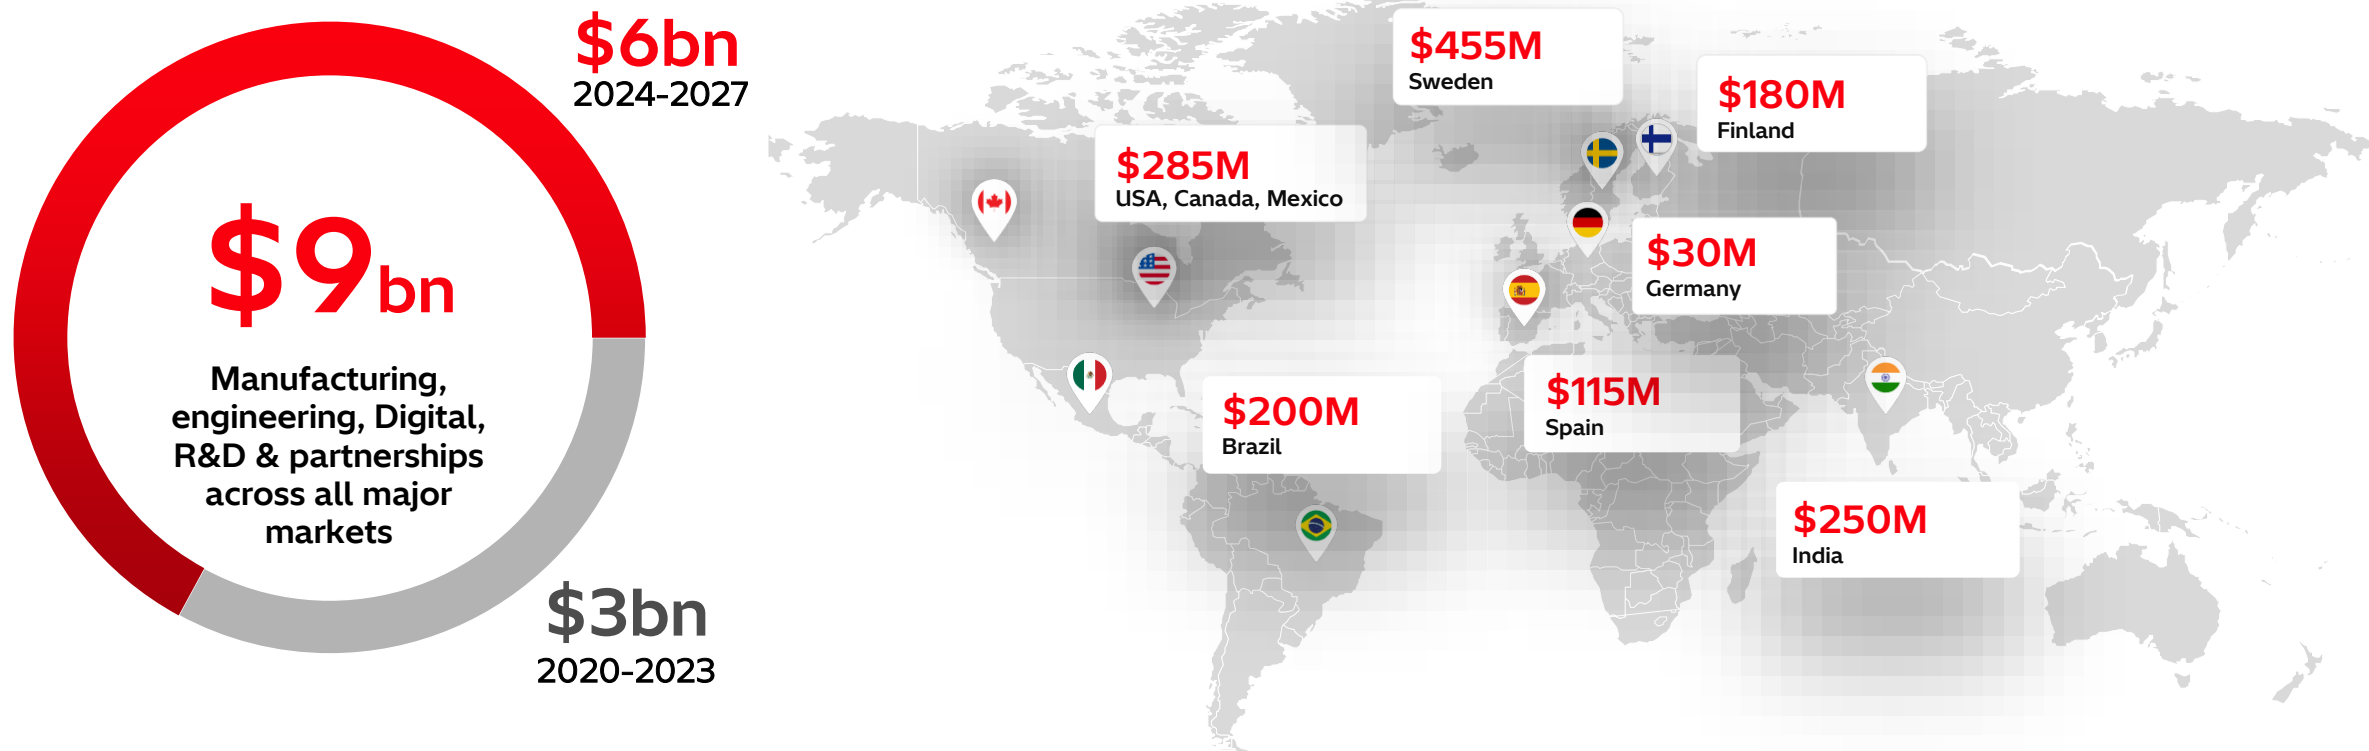 $6bn
2024-2027
$9bn
Manufacturing,
engineering, Digital,
R&D & partnerships
across all major
markets
$3bn
2020-2023
$455M
Sweden
$180M
Finland
$285M
USA, Canada, Mexico
$30M
Germany
$115M
Spain
$200M
Brazil
$250M
India